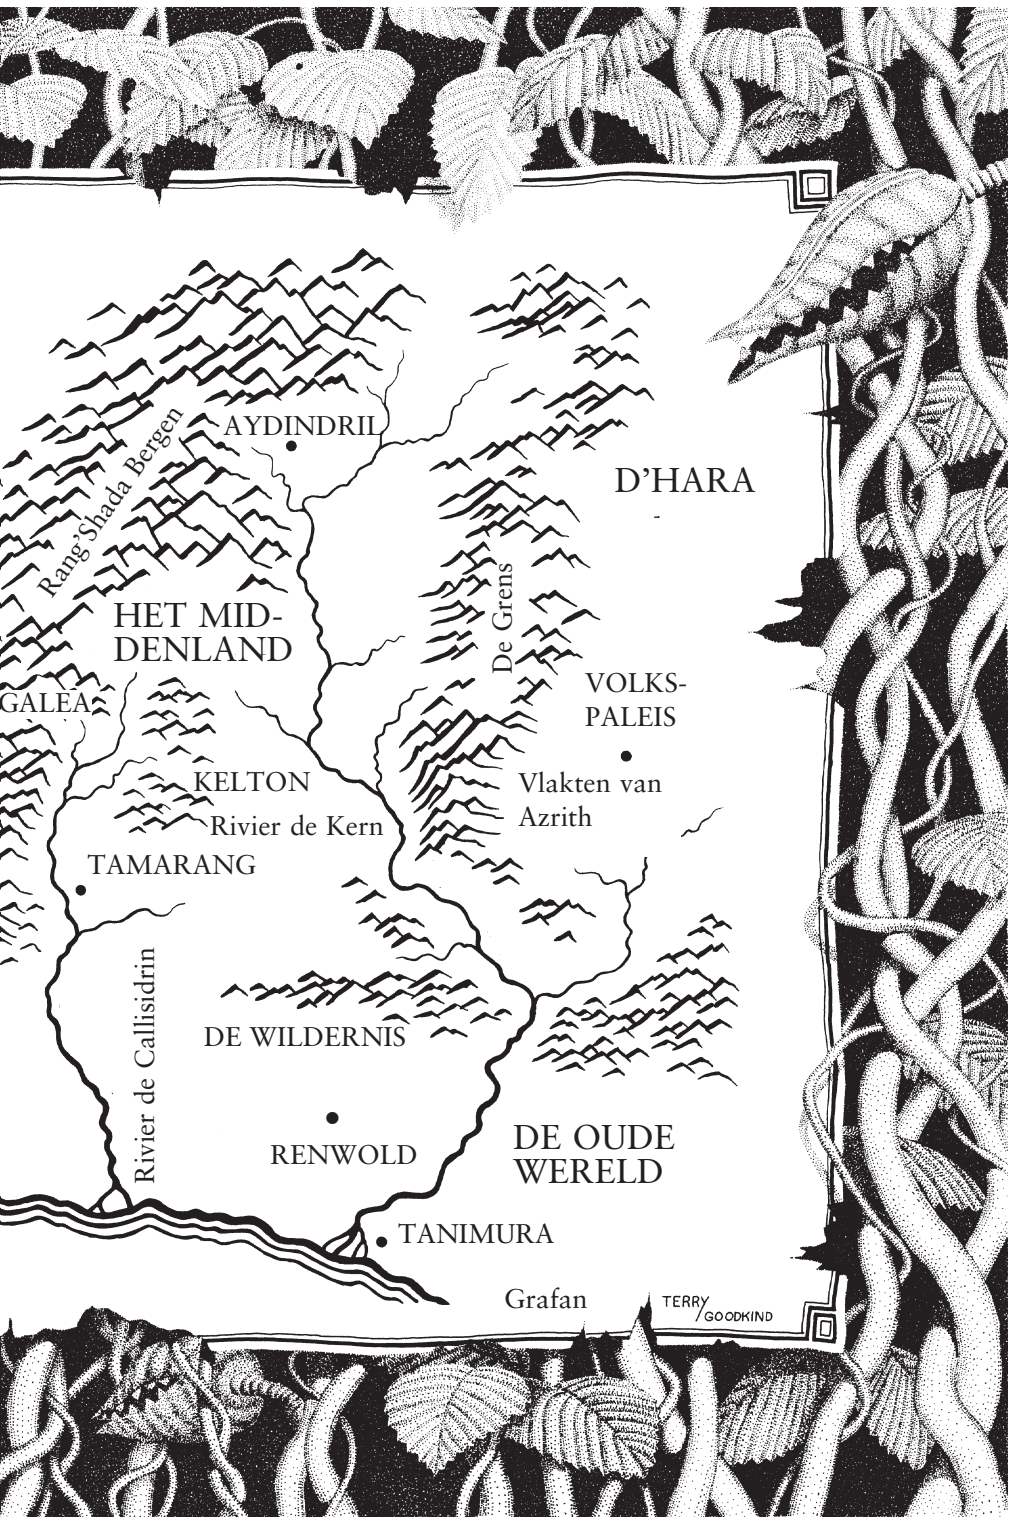 AYDINDRIL
Rang'Shada Bergen
D'HARA
De Grens
HET MID-
DENLAND
GALEA
VOLKS-
PALEIS
KELTON
Vlakten van
Azrith
Rivier de Kern
TAMARANG
Rivier de Callisidrin
DE WILDERNIS
RENWOLD
DE OUDE
WERELD
TANIMURA
Grafan
TERRY
GOODKIND